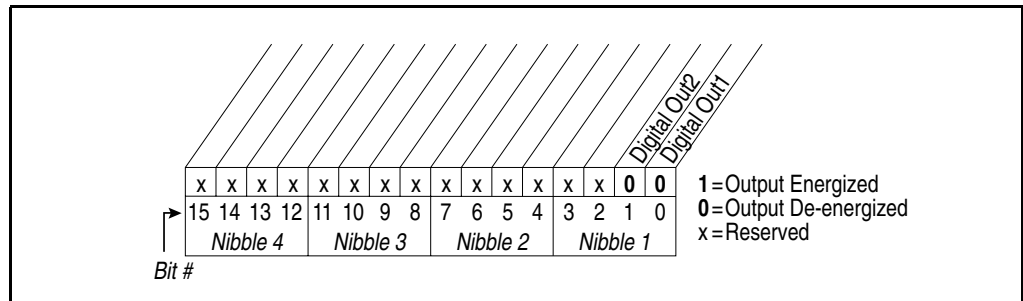 Digital Out2
Digital Out1
x x x x x x x x x x x x x x 0 0
15 14 13 12 11 10 9 8 7 6 5 4 3 2 1 0
Nibble 4 Nibble 3 Nibble 2 Nibble 1
Bit #
1=Output Energized
0=Output De-energized
x=Reserved